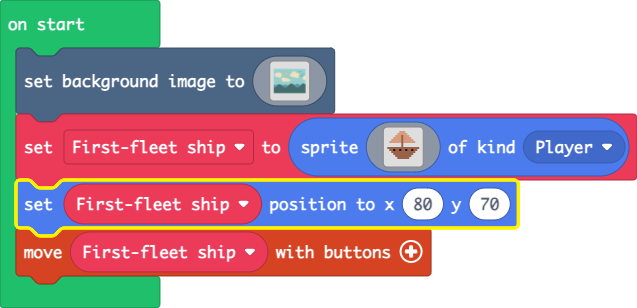 on start
set background image to
set First-fleet ship to sprite of kind Player
set First-fleet ship position to x 80 y 70
move First-fleet ship with buttons